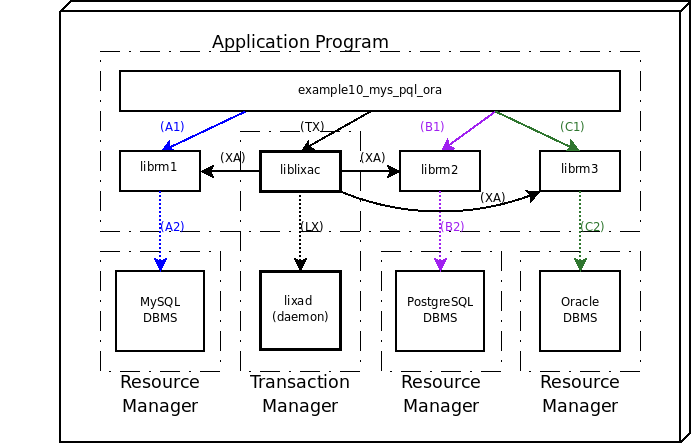 Application Program
example10_mys_pql_ora
(A1)
(TX)
(B1)
(C1)
librm1
(XA)
liblixac
(XA)
librm2
librm3
(XA)
(A2)
(LX)
(B2)
(C2)
MySQL
DBMS
lixad
(daemon)
PostgreSQL
DBMS
Oracle
DBMS
Resource
Manager
Transaction
Manager
Resource
Manager
Resource
Manager